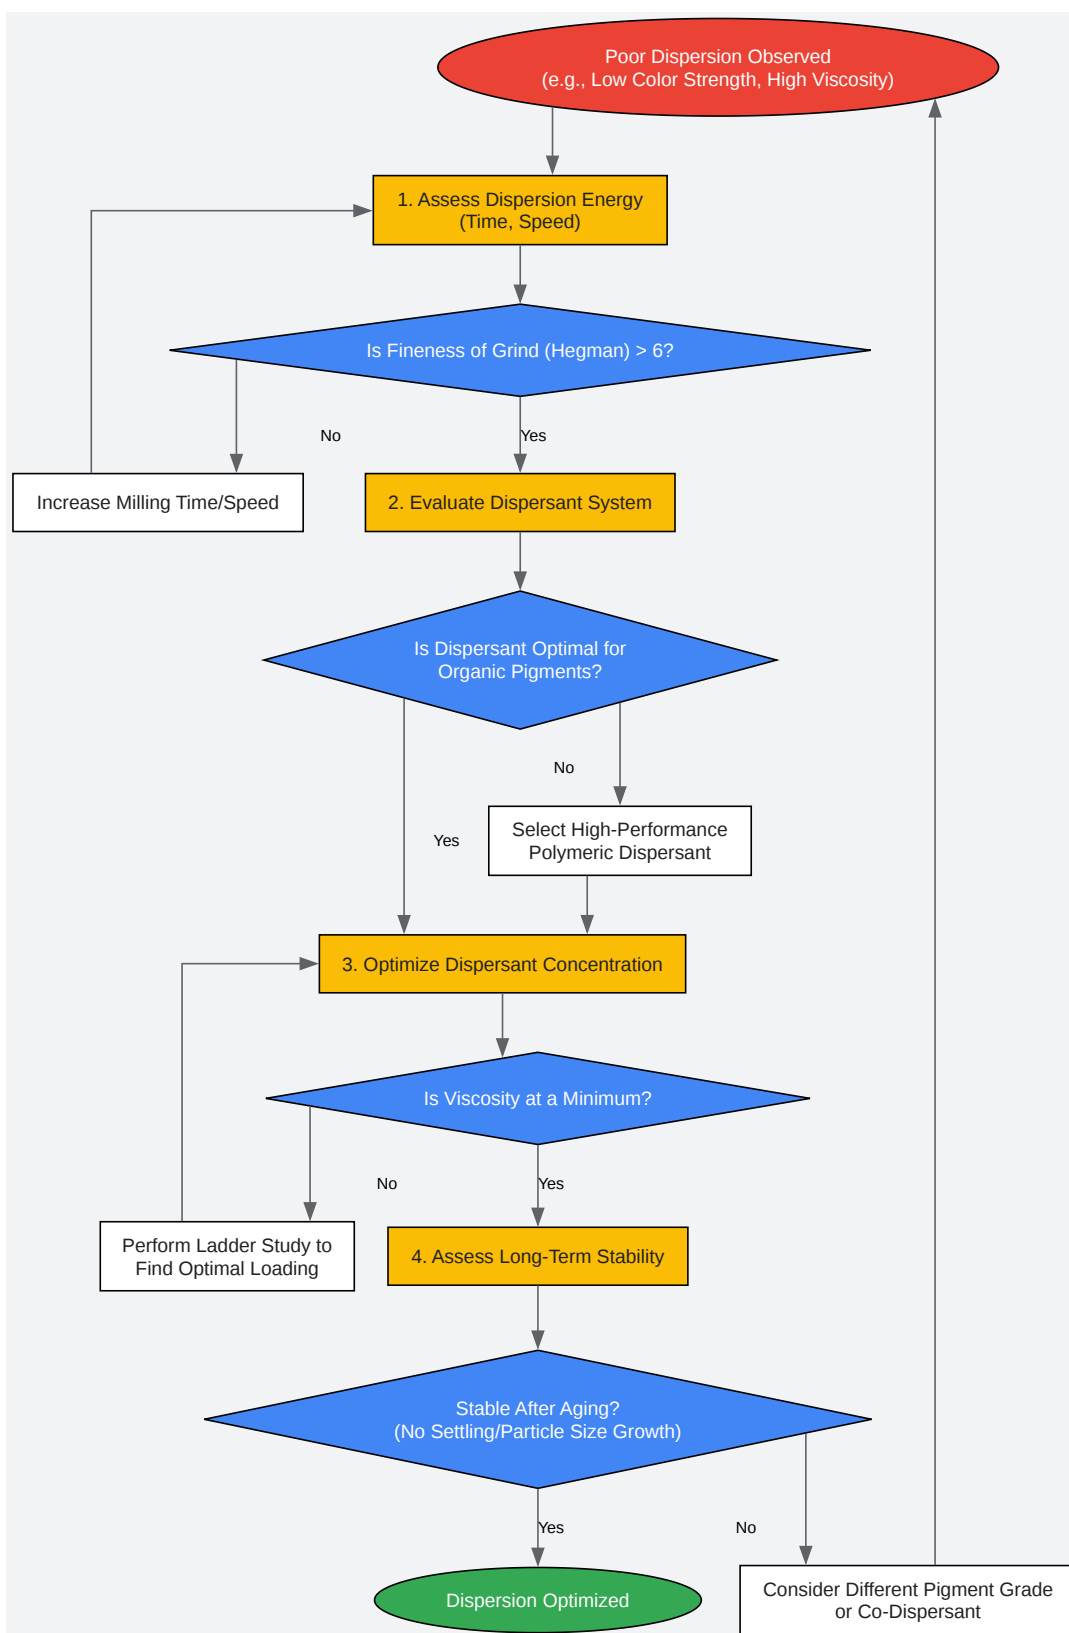 Poor Dispersion Observed
(e.g., Low Color Strength, High Viscosity)
1. Assess Dispersion Energy
(Time, Speed)
Is Fineness of Grind (Hegman) > 6?
No
Yes
Increase Milling Time/Speed
2. Evaluate Dispersant System
Is Dispersant Optimal for
Organic Pigments?
No
Yes
Select High-Performance
Polymeric Dispersant
3. Optimize Dispersant Concentration
Is Viscosity at a Minimum?
No
Yes
Perform Ladder Study to
Find Optimal Loading
4. Assess Long-Term Stability
Stable After Aging?
(No Settling/Particle Size Growth)
Yes
No
Dispersion Optimized
Consider Different Pigment Grade
or Co-Dispersant